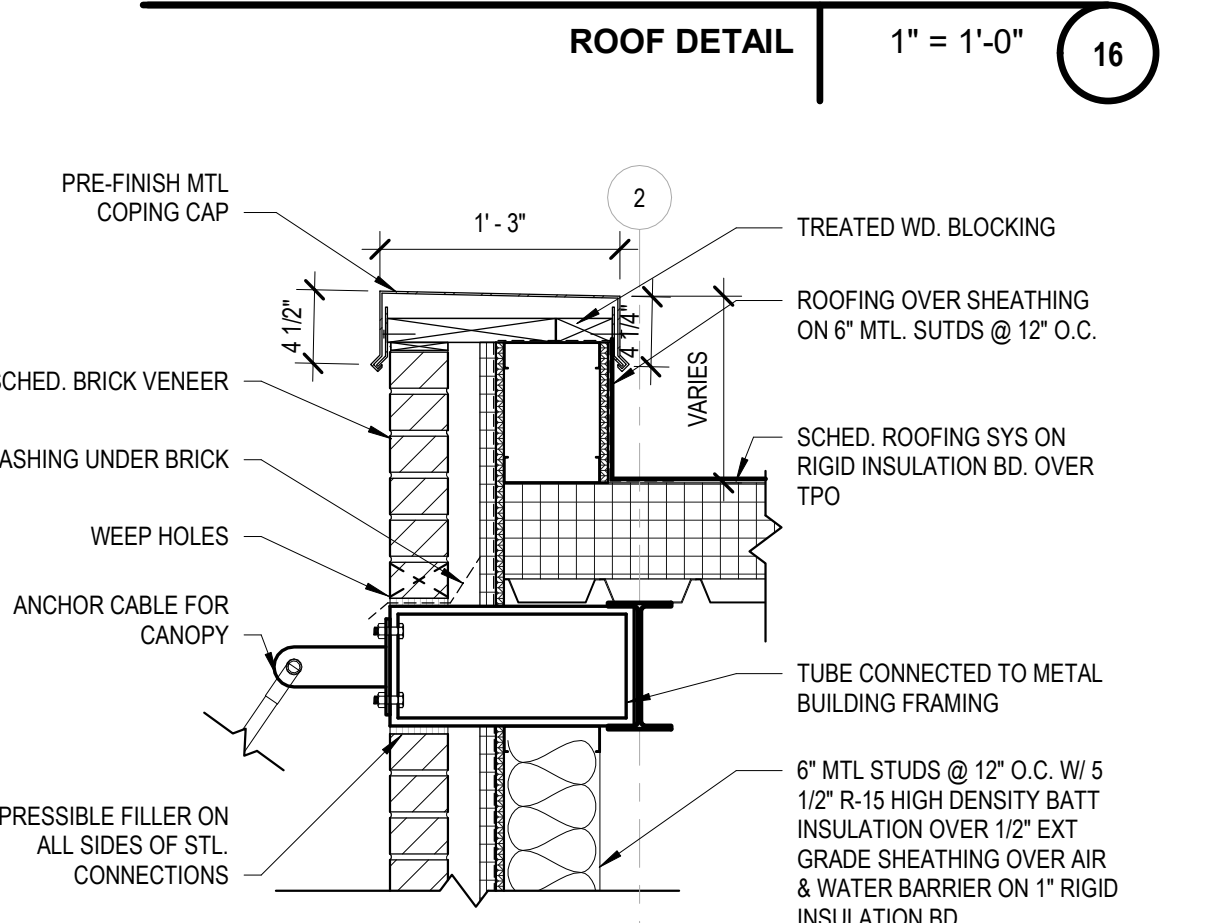 ROOF DETAIL
1" = 1'-0"
16
PRE-FINISH MTL
COPING CAP
1' - 3"
2
4 1/2"
4 1/4"
VARIES
TREATED WD. BLOCKING
ROOFING OVER SHEATHING
ON 6" MTL. SUTDS @ 12" O.C.
SCHED. BRICK VENEER
ASHING UNDER BRICK
WEEP HOLES
ANCHOR CABLE FOR
CANOPY
PRESSIBLE FILLER ON
ALL SIDES OF STL.
CONNECTIONS
SCHED. ROOFING SYS ON
RIGID INSULATION BD. OVER
TPO
TUBE CONNECTED TO METAL
BUILDING FRAMING
6" MTL STUDS @ 12" O.C. W/ 5
1/2" R-15 HIGH DENSITY BATT
INSULATION OVER 1/2" EXT
GRADE SHEATHING OVER AIR
& WATER BARRIER ON 1" RIGID
INSULATION BD.